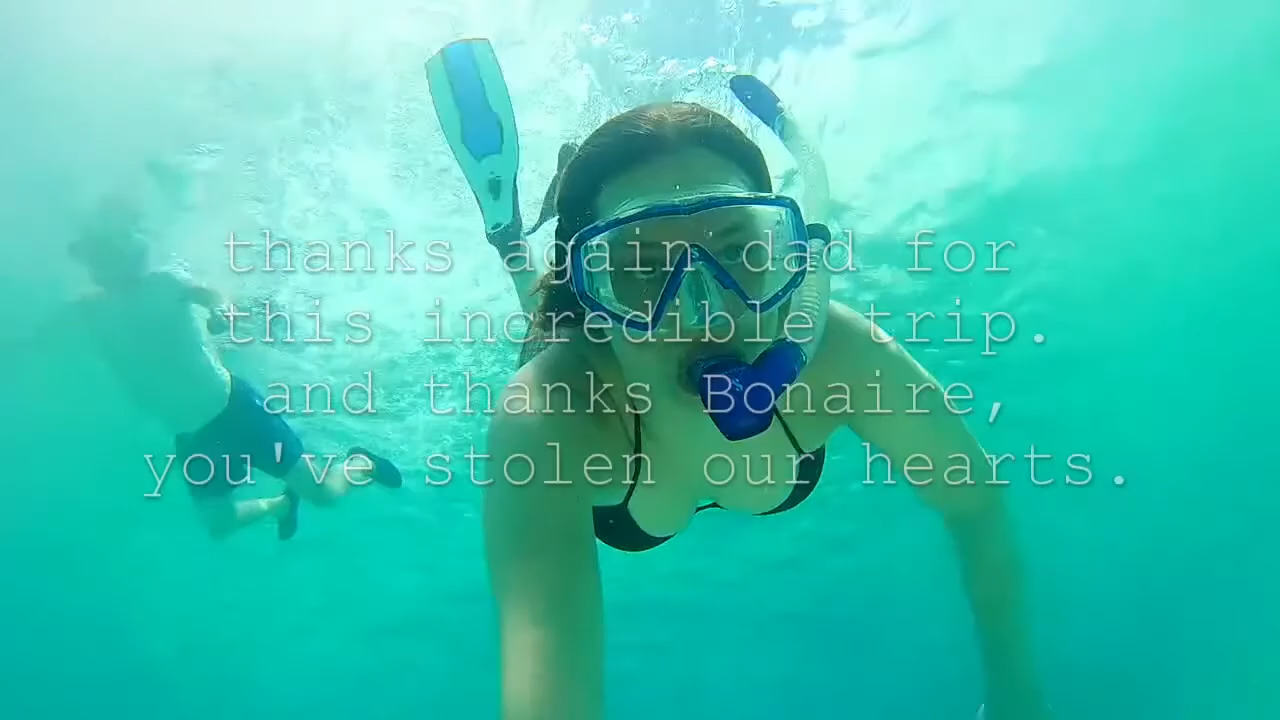 thanks again dad for
this incredible trip.
and thanks Bonaire,
you've stolen our hearts.